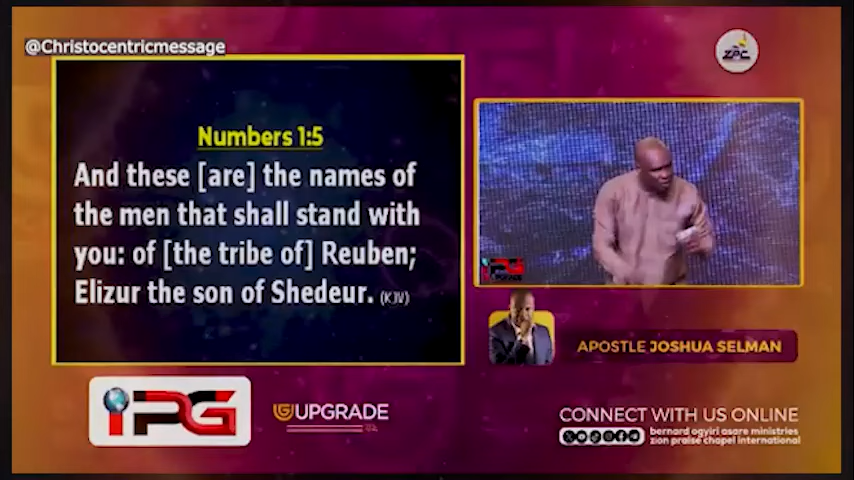 @Christocentricmessage
ZPC
Numbers 1:5
And these [are] the names of
the men that shall stand with
you: of [the tribe of] Reuben;
Elizur the son of Shedeur. (KJV)
IPG
APOSTLE JOSHUA SELMAN
iPG
UPGRADE
CONNECT WITH US ONLINE
bernard ogyiri asare ministries
zion praise chapel international